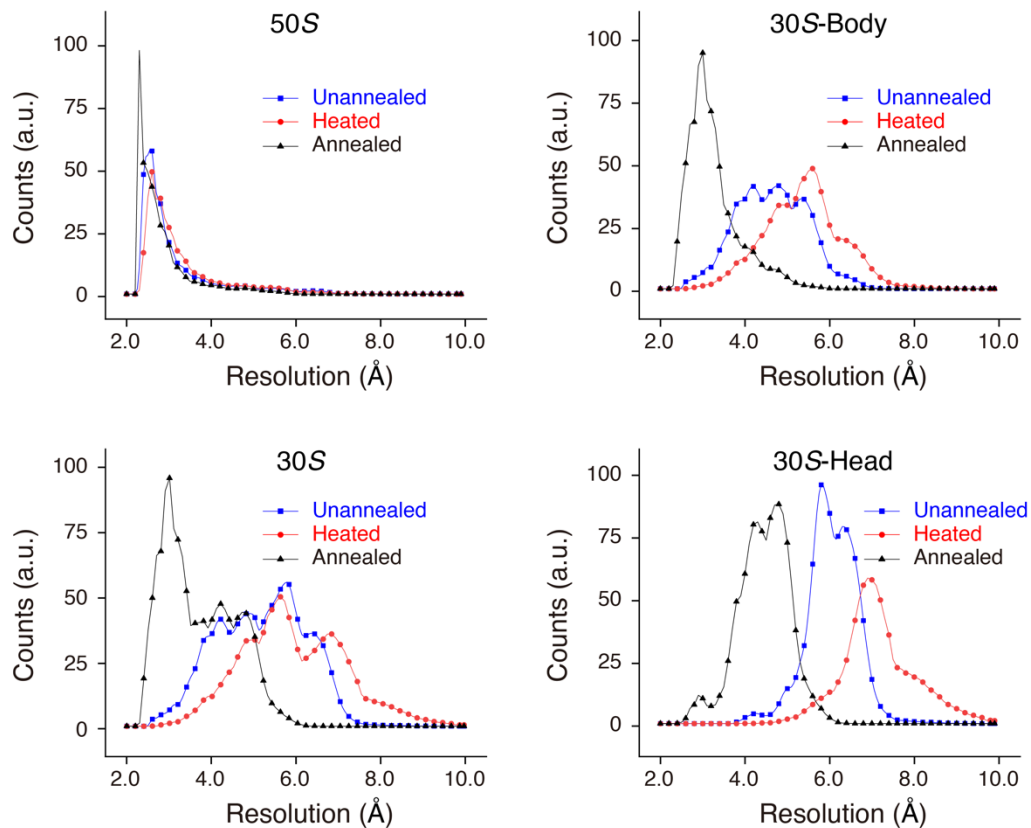 50S
Counts (a.u.)
100
75
50
25
0
Unannealed
Heated
Annealed
2.0 4.0 6.0 8.0 10.0
Resolution (Å)
30S-Body
Counts (a.u.)
100
75
50
25
0
Unannealed
Heated
Annealed
2.0 4.0 6.0 8.0 10.0
Resolution (Å)
30S
Counts (a.u.)
100
75
50
25
0
Unannealed
Heated
Annealed
2.0 4.0 6.0 8.0 10.0
Resolution (Å)
30S-Head
Counts (a.u.)
100
75
50
25
0
Unannealed
Heated
Annealed
2.0 4.0 6.0 8.0 10.0
Resolution (Å)